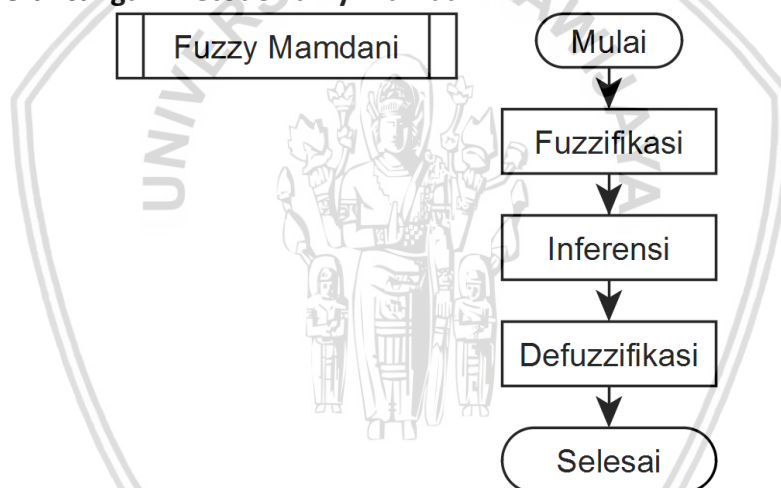 Fuzzy Mamdani
Mulai
Fuzzifikasi
Inferensi
Defuzzifikasi
Selesai